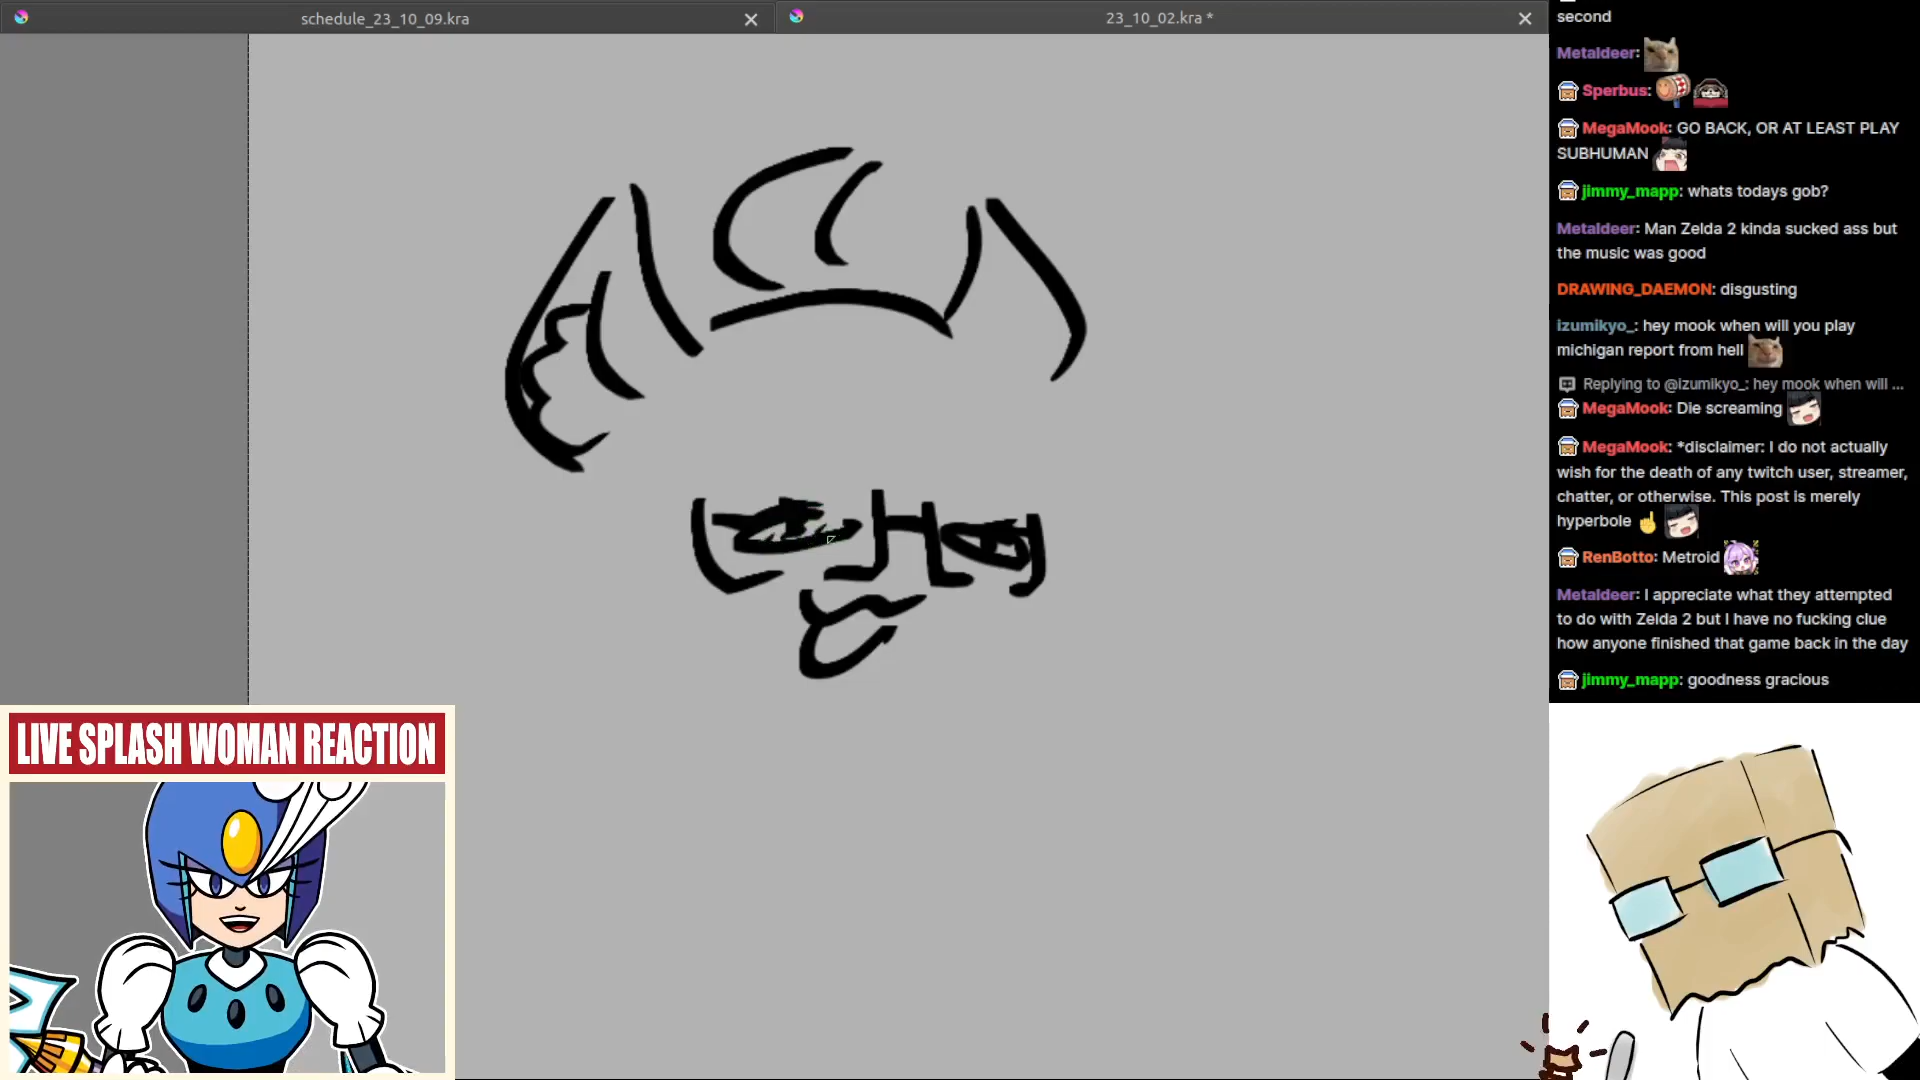 schedule_23_10_09.kra
23_10_02.kra *
second
Metaldeer:
Sperbus:
MegaMook: GO BACK, OR AT LEAST PLAY
SUBHUMAN
jimmy_mapp: whats todays gob?
Metaldeer: Man Zelda 2 kinda sucked ass but
the music was good
DRAWING_DAEMON: disgusting
izumikyo_: hey mook when will you play
michigan report from hell
Replying to @izumikyo_: hey mook when will ...
MegaMook: Die screaming
MegaMook: *disclaimer: I do not actually
wish for the death of any twitch user, streamer,
chatter, or otherwise. This post is merely
hyperbole
RenBotto: Metroid
Metaldeer: I appreciate what they attempted
to do with Zelda 2 but I have no fucking clue
how anyone finished that game back in the day
jimmy_mapp: goodness gracious
LIVE SPLASH WOMAN REACTION